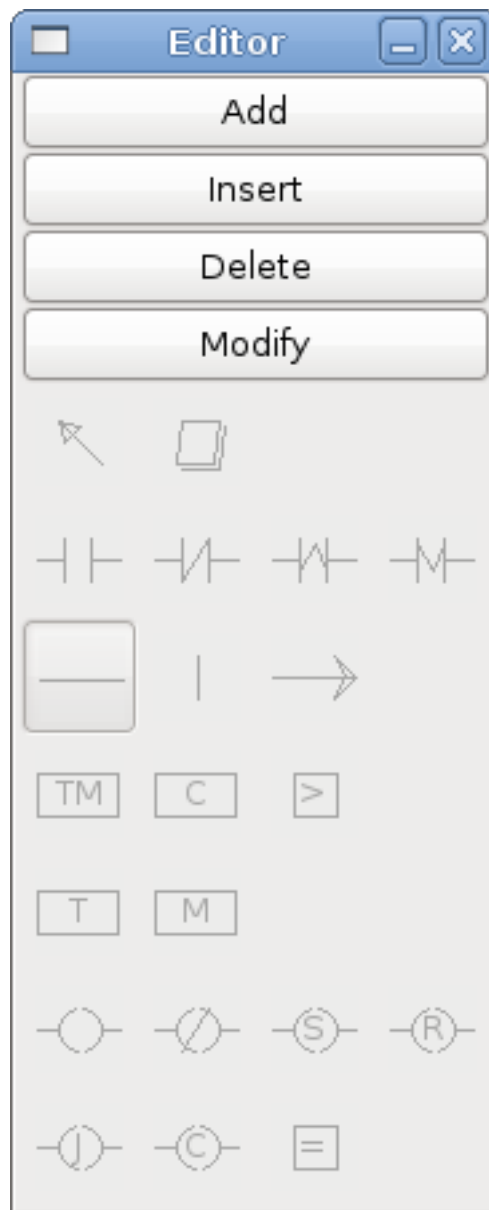 Editor
Add
Insert
Delete
Modify
TM C >
T M
S R
J C =